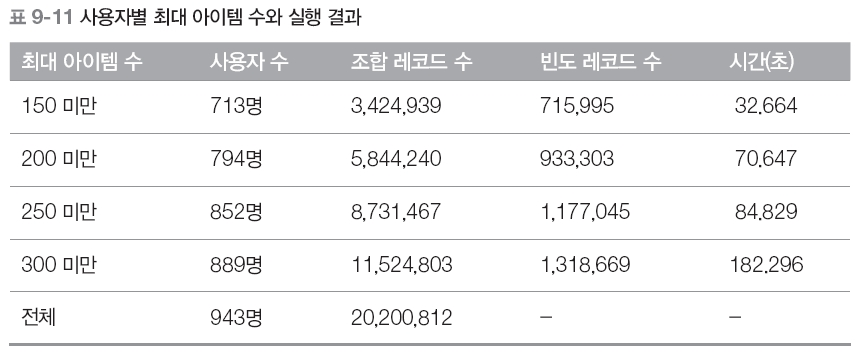 표 9-11 사용자별 최대 아이템 수와 실행 결과
최대 아이템 수 사용자 수 조합 레코드 수 빈도 레코드 수 시간(초)
150 미만 713명 3,424,939 715,995 32.664
200 미만 794명 5,844,240 933,303 70.647
250 미만 852명 8,731,467 1,177,045 84.829
300 미만 889명 11,524,803 1,318,669 182.296
전체 943명 20,200,812 – –